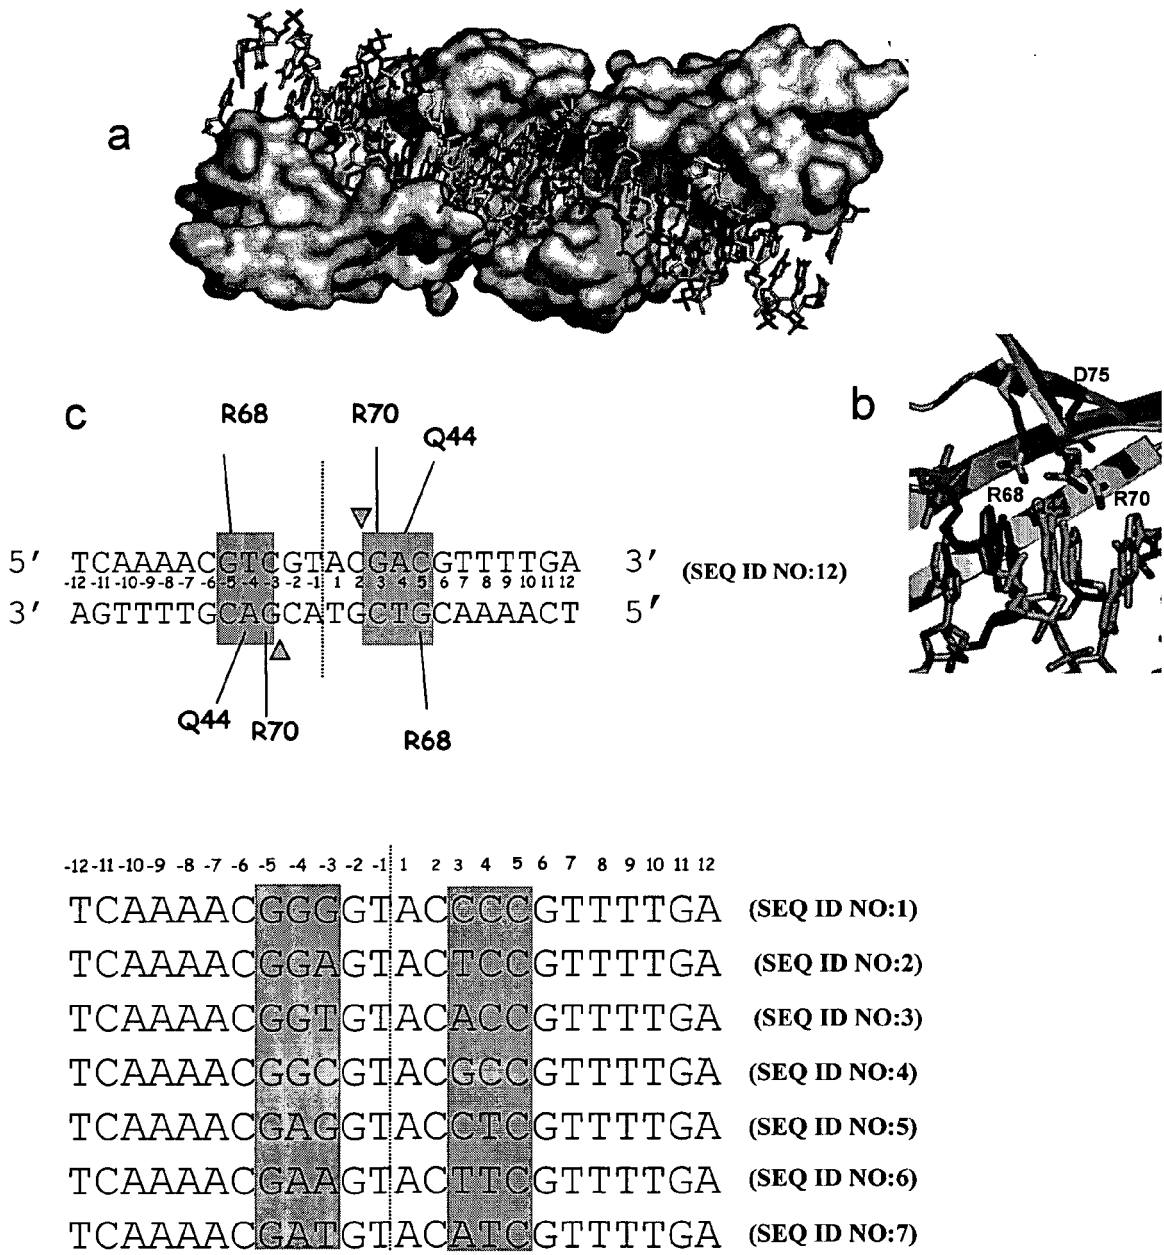 a
b
D75
R68
Q44
R70
c
R68
R70
Q44
5' TCAAAACGTCGTACGACGTTTTGA 3' (SEQ ID NO:12)
-12 -11 -10 -9 -8 -7 -6 -5 -4 -3 -2 -1 1 2 3 4 5 6 7 8 9 10 11 12
3' AGTTTTGCAGCATGCTGCAAAACT 5'
Q44
R70
R68
-12 -11 -10 -9 -8 -7 -6 -5 -4 -3 -2 -1 1 2 3 4 5 6 7 8 9 10 11 12
TCAAAACGGGGTACCCCGTTTTGA (SEQ ID NO:1)
TCAAAACGGAGTACTCCGTTTTGA (SEQ ID NO:2)
TCAAAACGGTGTACACCGTTTTGA (SEQ ID NO:3)
TCAAAACGGCGTACGCCGTTTTGA (SEQ ID NO:4)
TCAAAACGAGGTACCTCGTTTTGA (SEQ ID NO:5)
TCAAAACGAAGTACTTCGTTTTGA (SEQ ID NO:6)
TCAAAACGATGTACATCGTTTTGA (SEQ ID NO:7)